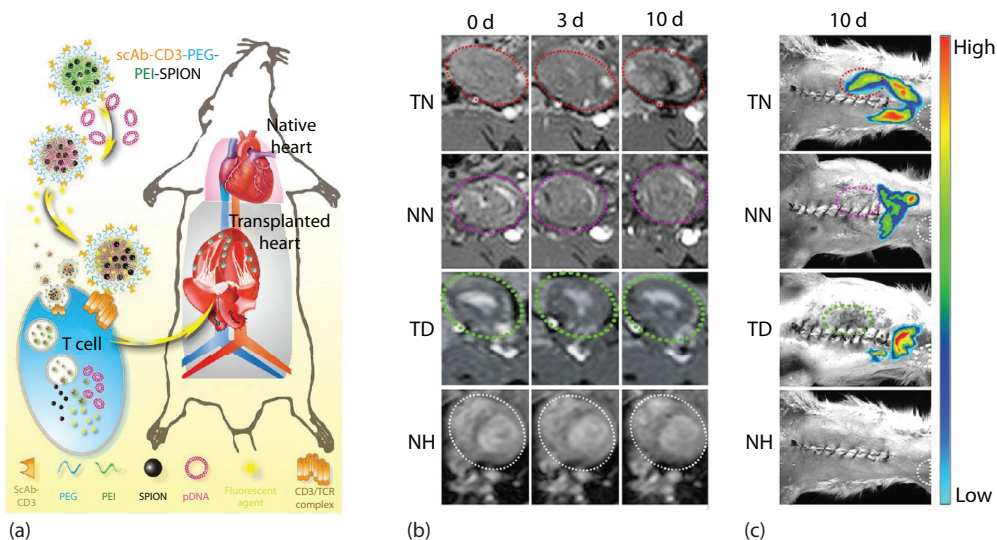 scAb-CD3-PEG-
PEI-SPION
Native
heart
Transplanted
heart
T cell
ScAb-
CD3
PEG
PEI
SPION
pDNA
Fluorescent
agent
CD3/TCR
complex
(a)
0 d 3 d 10 d
TN
NN
TD
NH
(b)
10 d
TN
NN
TD
NH
High
Low
(c)